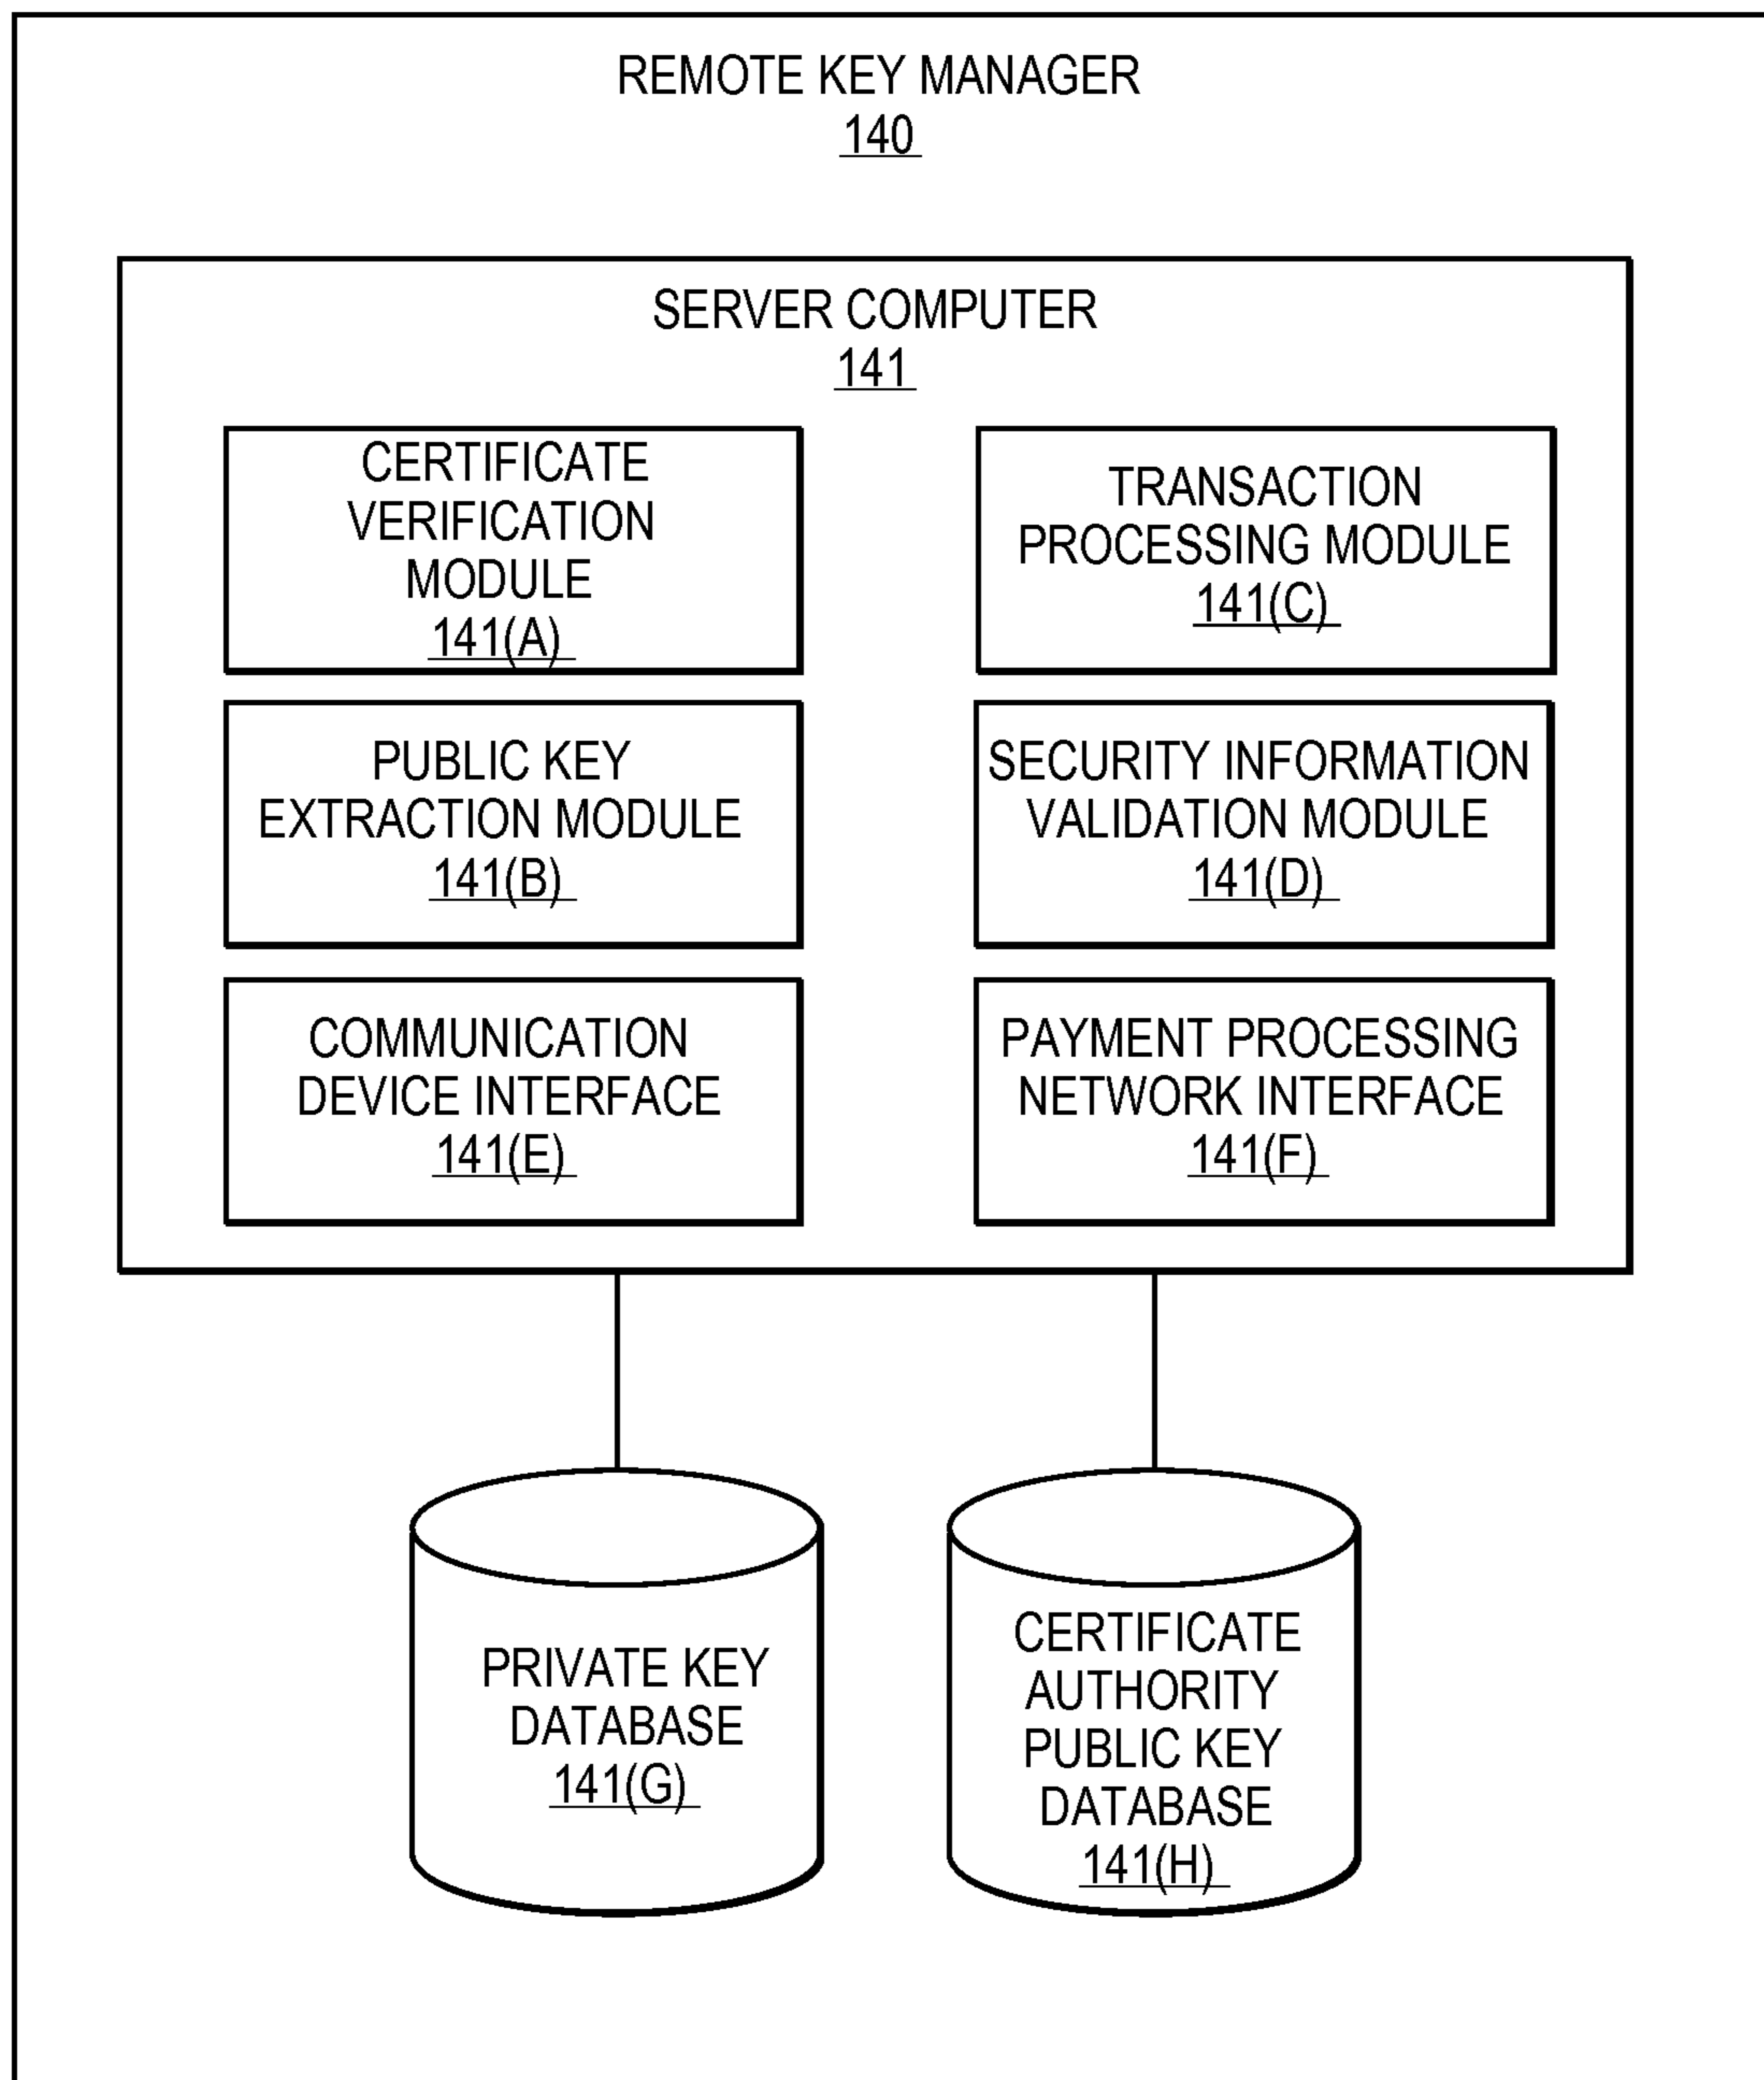 REMOTE KEY MANAGER
140
SERVER COMPUTER
141
CERTIFICATE
VERIFICATION
MODULE
141(A)
TRANSACTION
PROCESSING MODULE
141(C)
PUBLIC KEY
EXTRACTION MODULE
141(B)
SECURITY INFORMATION
VALIDATION MODULE
141(D)
COMMUNICATION
DEVICE INTERFACE
141(E)
PAYMENT PROCESSING
NETWORK INTERFACE
141(F)
PRIVATE KEY
DATABASE
141(G)
CERTIFICATE
AUTHORITY
PUBLIC KEY
DATABASE
141(H)